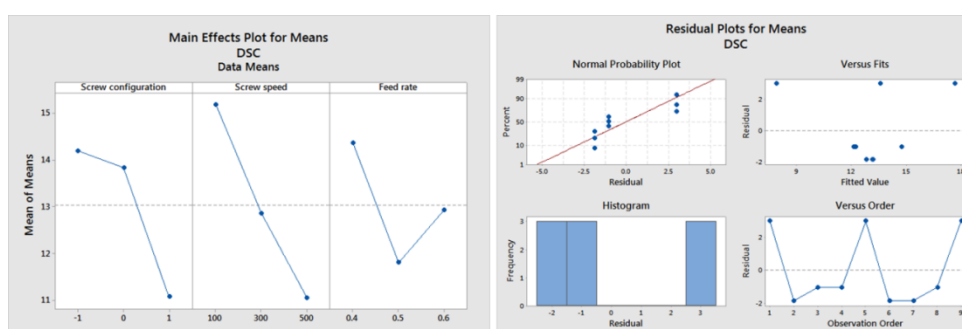 Main Effects Plot for Means
DSC
Data Means
Screw configuration Screw speed Feed rate
Mean of Means
15
14
13
12
11
-1 0 1 100 300 500 0.4 0.5 0.6
Residual Plots for Means
DSC
Normal Probability Plot
Percent
99
90
50
10
1
-5.0 -2.5 0.0 2.5 5.0
Residual
Versus Fits
Residual
2
0
-2
9 12 15 18
Fitted Value
Histogram
Frequency
3
2
1
0
-2 -1 0 1 2 3
Residual
Versus Order
Residual
2
0
-2
1 2 3 4 5 6 7 8 9
Observation Order